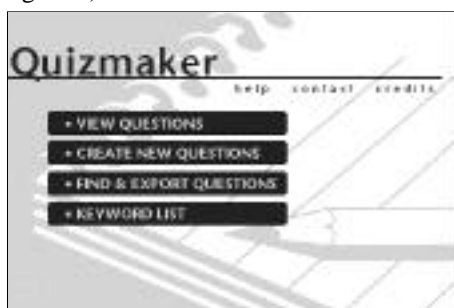 Quizmaker
help contact credits
+ VIEW QUESTIONS
+ CREATE NEW QUESTIONS
+ FIND & EXPORT QUESTIONS
+ KEYWORD LIST